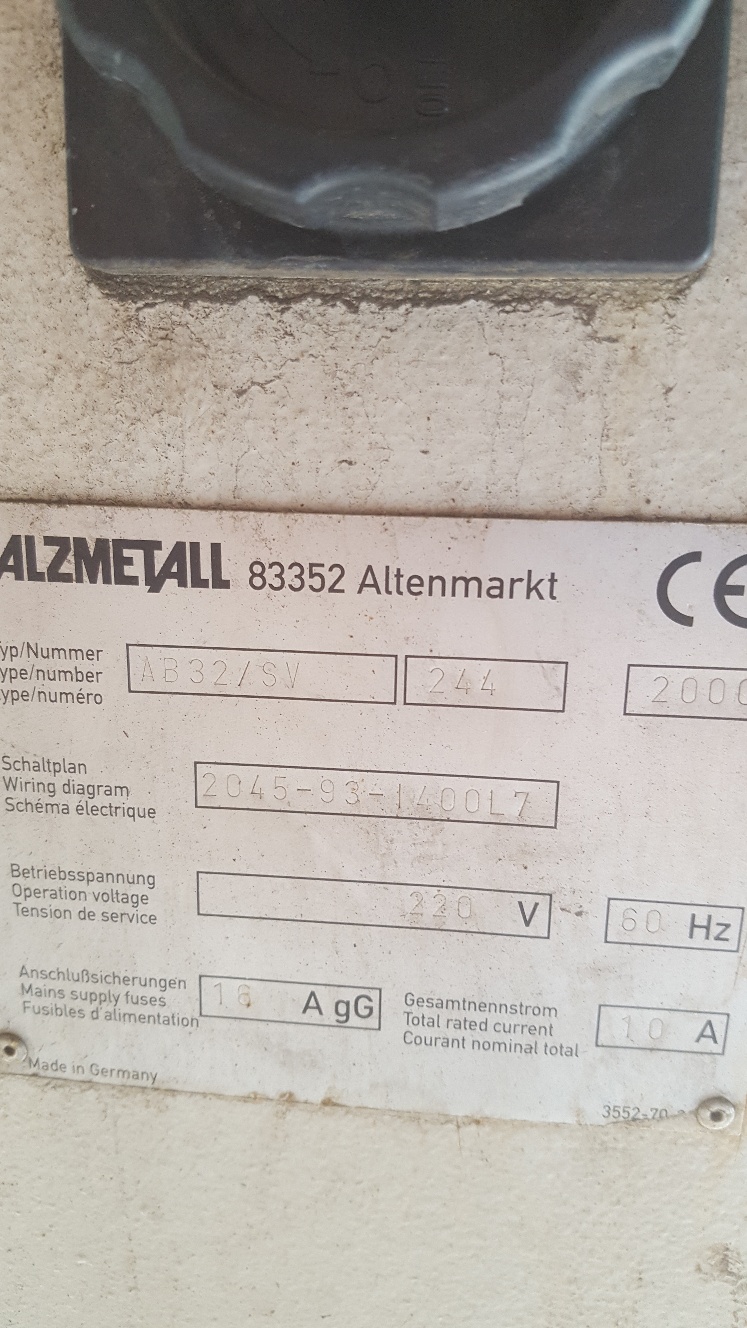 ALZMETALL 83352 Altenmarkt CE
yp/Nummer
ype/number AB32/SV 244 2000
ype/numéro
Schaltplan
Wiring diagram 2045-93-1400L7
Schéma électrique
Betriebsspannung
Operation voltage 220 V~ 60 Hz
Tension de service
Anschlußsicherungen
Mains supply fuses 16 A gG
Fusibles d'alimentation
Gesamtnennstrom
Total rated current 10 A
Courant nominal total
Made in Germany
3552-70